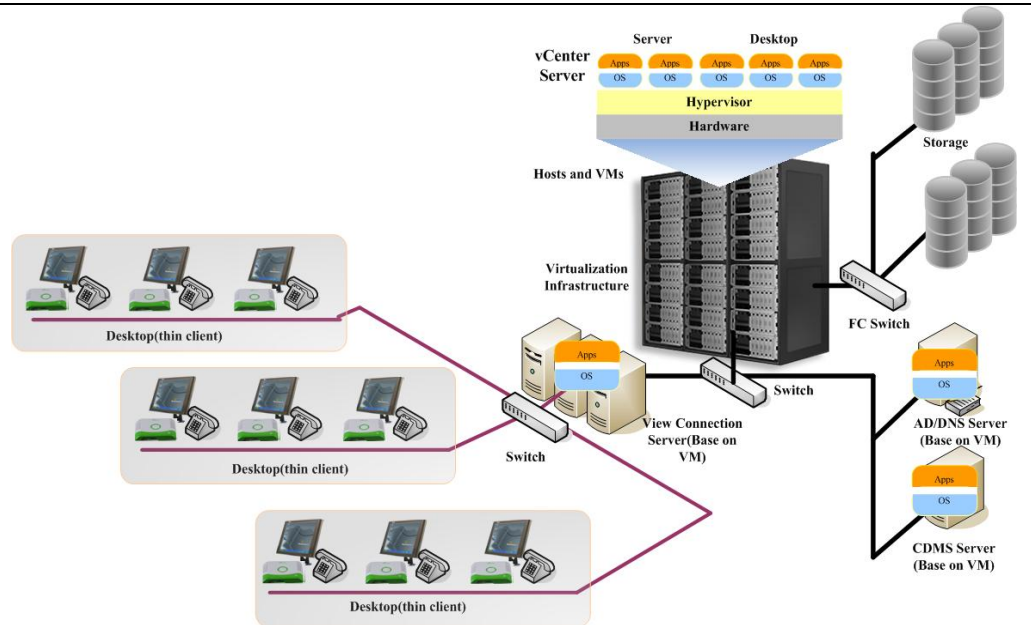 Server
Desktop
vCenter
Server
Apps
Apps
Apps
Apps
Apps
OS
OS
OS
OS
OS
Hypervisor
Hardware
Storage
Hosts and VMs
Virtualization
Infrastructure
FC Switch
Desktop(thin client)
Apps
OS
Switch
View Connection
Server(Base on
VM)
Apps
OS
AD/DNS Server
(Base on VM)
Desktop(thin client)
Switch
Apps
OS
CDMS Server
(Base on VM)
Desktop(thin client)